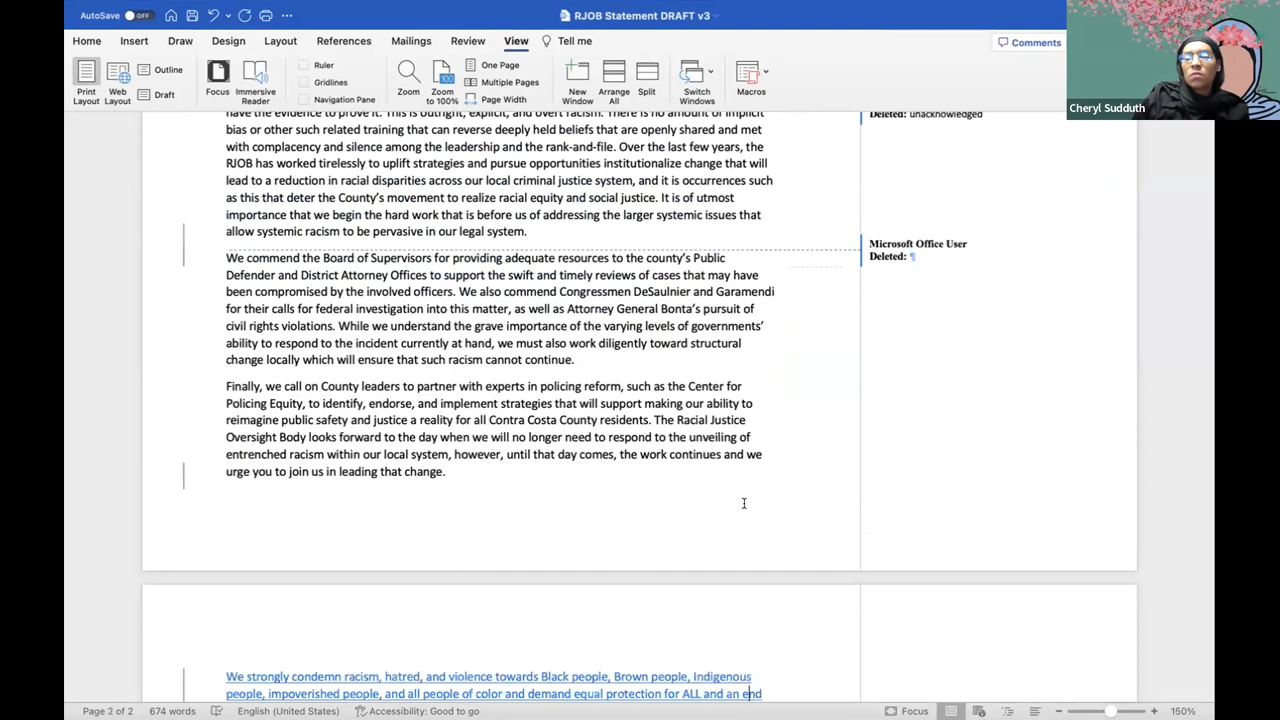 AutoSave OFF
RJOB Statement DRAFT v3
Home Insert Draw Design Layout References Mailings Review View Tell me
Comments
Cheryl Sudduth
Print Layout
Web Layout
Outline
Draft
Focus
Immersive Reader
Ruler
Gridlines
Navigation Pane
Zoom
Zoom to 100%
One Page
Multiple Pages
Page Width
New Window
Arrange All
Split
Switch Windows
Macros
have the evidence to prove it. This is outright, explicit, and overt racism. There is no amount of implicit
bias or other such related training that can reverse deeply held beliefs that are openly shared and met
with complacency and silence among the leadership and the rank-and-file. Over the last few years, the
RJOB has worked tirelessly to uplift strategies and pursue opportunities institutionalize change that will
lead to a reduction in racial disparities across our local criminal justice system, and it is occurrences such
as this that deter the County's movement to realize racial equity and social justice. It is of utmost
importance that we begin the hard work that is before us of addressing the larger systemic issues that
allow systemic racism to be pervasive in our legal system.
We commend the Board of Supervisors for providing adequate resources to the county's Public
Defender and District Attorney Offices to support the swift and timely reviews of cases that may have
been compromised by the involved officers. We also commend Congressmen DeSaulnier and Garamendi
for their calls for federal investigation into this matter, as well as Attorney General Bonta's pursuit of
civil rights violations. While we understand the grave importance of the varying levels of governments'
ability to respond to the incident currently at hand, we must also work diligently toward structural
change locally which will ensure that such racism cannot continue.
Finally, we call on County leaders to partner with experts in policing reform, such as the Center for
Policing Equity, to identify, endorse, and implement strategies that will support making our ability to
reimagine public safety and justice a reality for all Contra Costa County residents. The Racial Justice
Oversight Body looks forward to the day when we will no longer need to respond to the unveiling of
entrenched racism within our local system, however, until that day comes, the work continues and we
urge you to join us in leading that change.
Deleted: unacknowledged
Microsoft Office User
Deleted: ¶
We strongly condemn racism, hatred, and violence towards Black people, Brown people, Indigenous
people, impoverished people, and all people of color and demand equal protection for ALL and an end
Page 2 of 2 674 words English (United States) Accessibility: Good to go Focus 150%